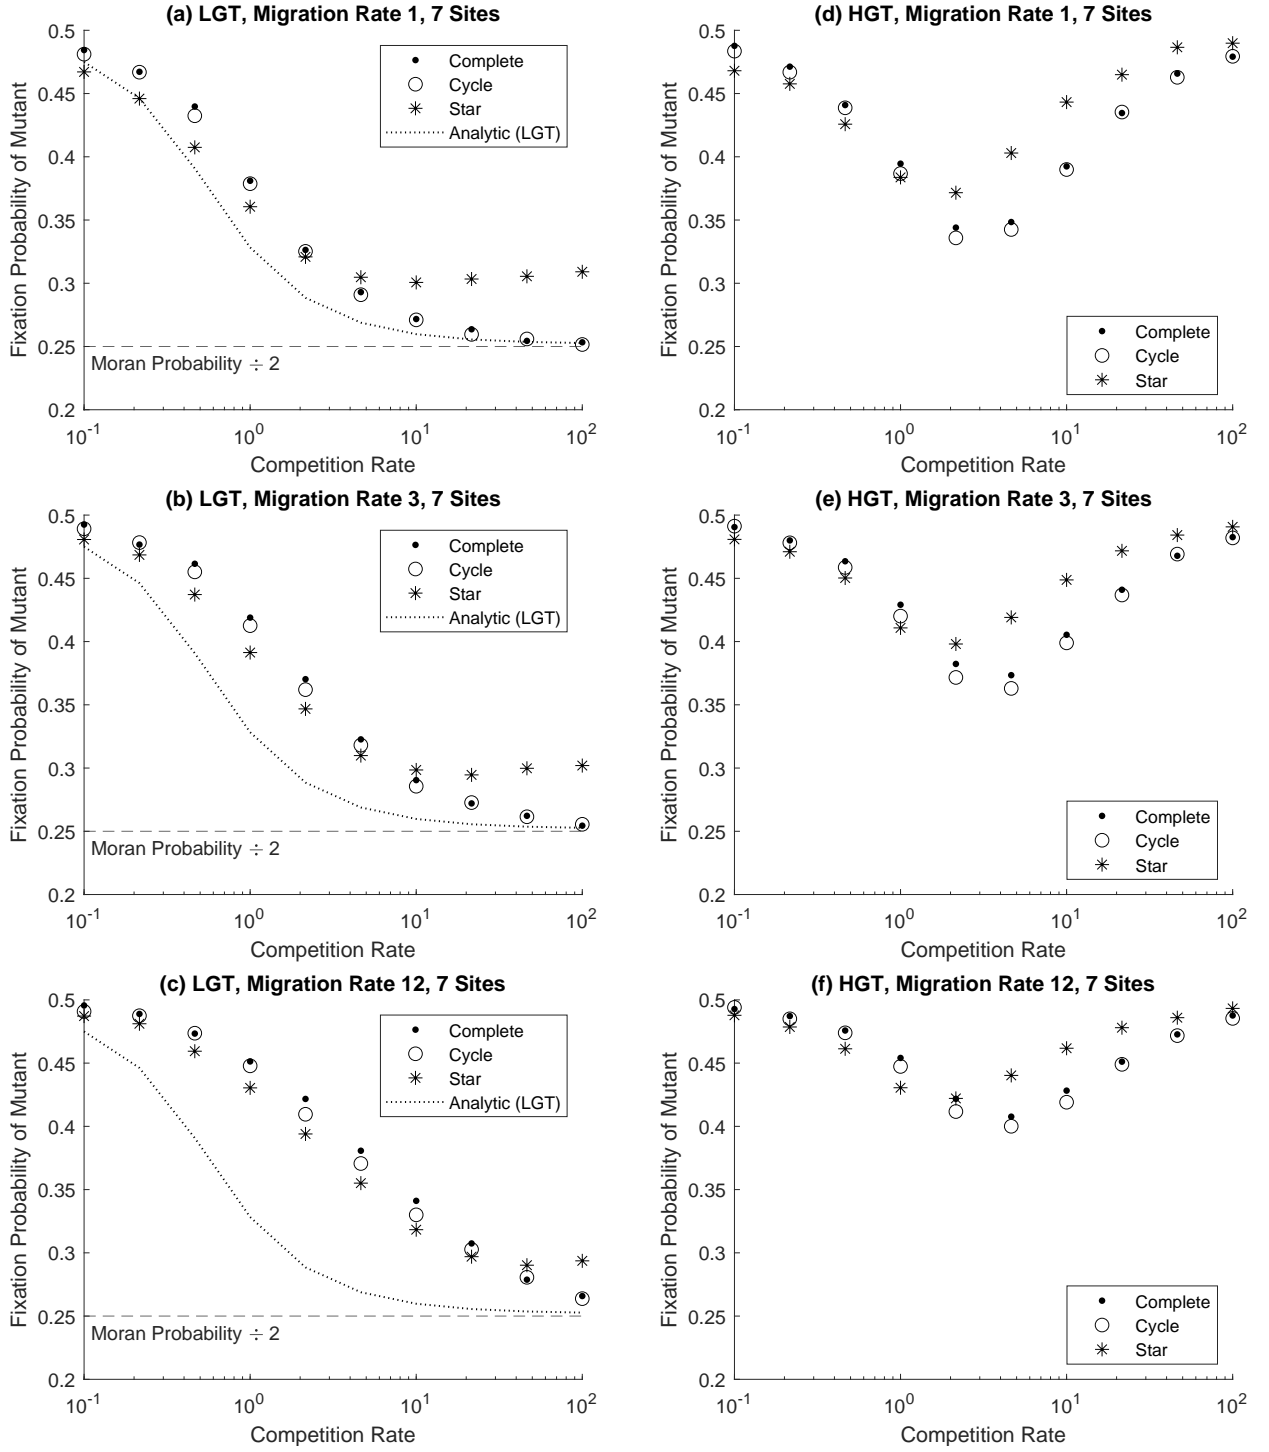 (a) LGT, Migration Rate 1, 7 Sites
0.5
0.45
0.4
0.35
0.3
0.25
0.2
Fixation Probability of Mutant
Complete
Cycle
Star
Analytic (LGT)
Moran Probability ÷ 2
10^-1
10^0
10^1
10^2
Competition Rate
(d) HGT, Migration Rate 1, 7 Sites
0.5
0.45
0.4
0.35
0.3
0.25
0.2
Fixation Probability of Mutant
Complete
Cycle
Star
10^-1
10^0
10^1
10^2
Competition Rate
(b) LGT, Migration Rate 3, 7 Sites
0.5
0.45
0.4
0.35
0.3
0.25
0.2
Fixation Probability of Mutant
Complete
Cycle
Star
Analytic (LGT)
Moran Probability ÷ 2
10^-1
10^0
10^1
10^2
Competition Rate
(e) HGT, Migration Rate 3, 7 Sites
0.5
0.45
0.4
0.35
0.3
0.25
0.2
Fixation Probability of Mutant
Complete
Cycle
Star
10^-1
10^0
10^1
10^2
Competition Rate
(c) LGT, Migration Rate 12, 7 Sites
0.5
0.45
0.4
0.35
0.3
0.25
0.2
Fixation Probability of Mutant
Complete
Cycle
Star
Analytic (LGT)
Moran Probability ÷ 2
10^-1
10^0
10^1
10^2
Competition Rate
(f) HGT, Migration Rate 12, 7 Sites
0.5
0.45
0.4
0.35
0.3
0.25
0.2
Fixation Probability of Mutant
Complete
Cycle
Star
10^-1
10^0
10^1
10^2
Competition Rate